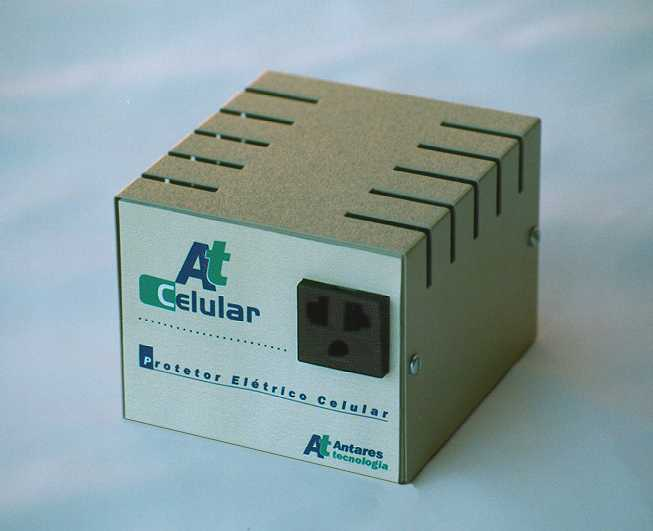 At
Celular
Protetor Elétrico Celular
At Antares
tecnologia